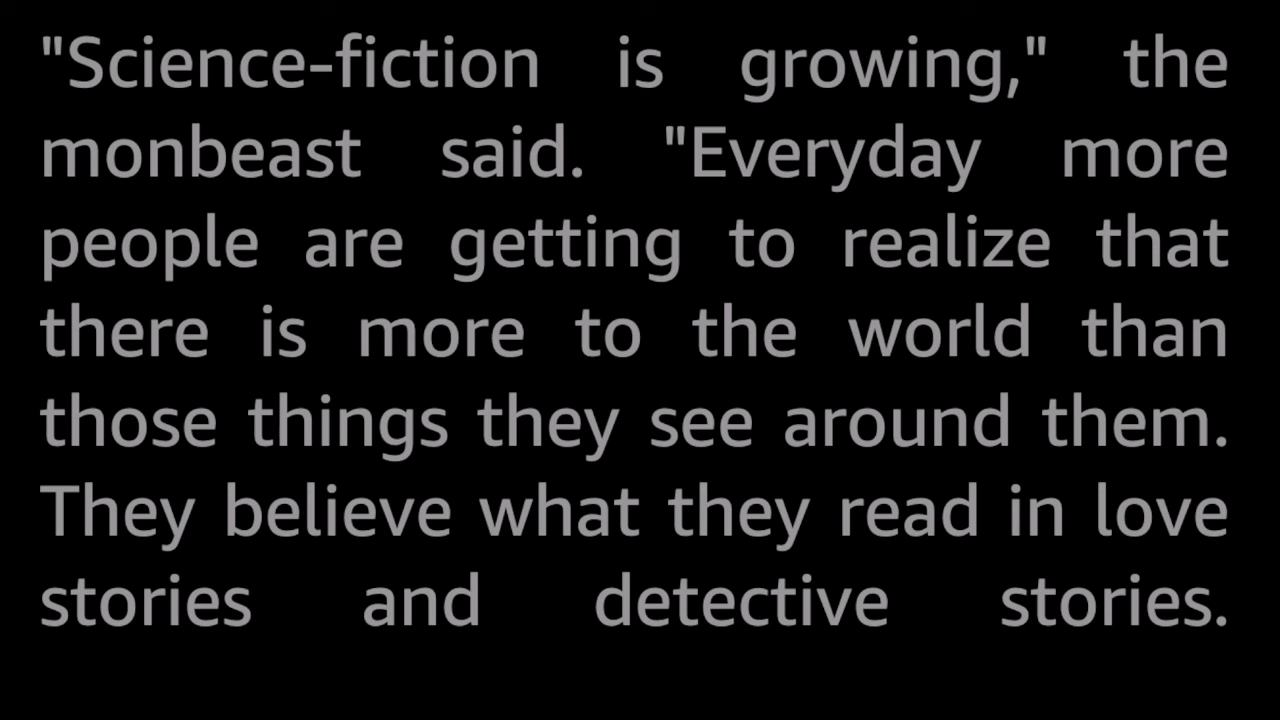 "Science-fiction is growing," the
monbeast said. "Everyday more
people are getting to realize that
there is more to the world than
those things they see around them.
They believe what they read in love
stories and detective stories.